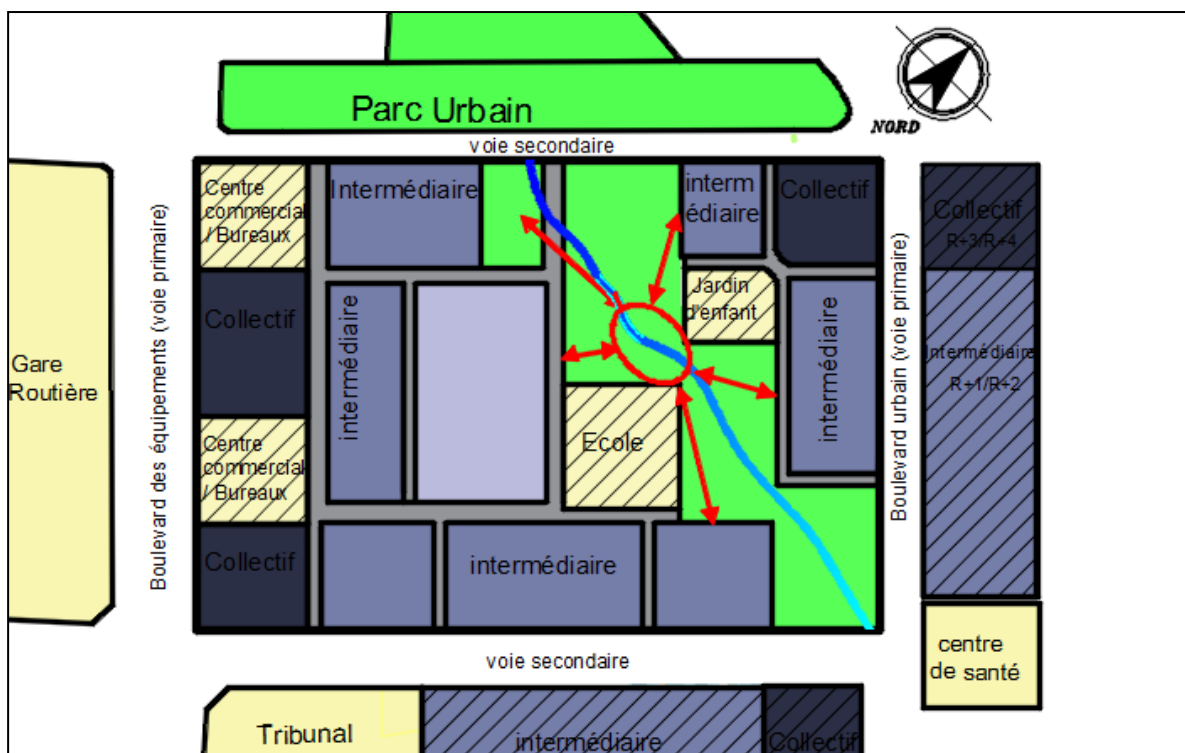 Parc Urbain
NORD
voie secondaire
Centre
commercial
/ Bureaux
Intermédiaire
interm
édiaire
Collectif
Collectif
R+3/R+4
Boulevard des équipements (voie primaire)
Collectif
intermédiaire
Jardin
d'enfant
intermédiaire
Boulevard urbain (voie primaire)
Intermédiaire
R+1/R+2
Gare
Routière
Centre
commercial
/ Bureaux
Ecole
Collectif
intermédiaire
centre
de santé
voie secondaire
Tribunal
intermédiaire
Collectif